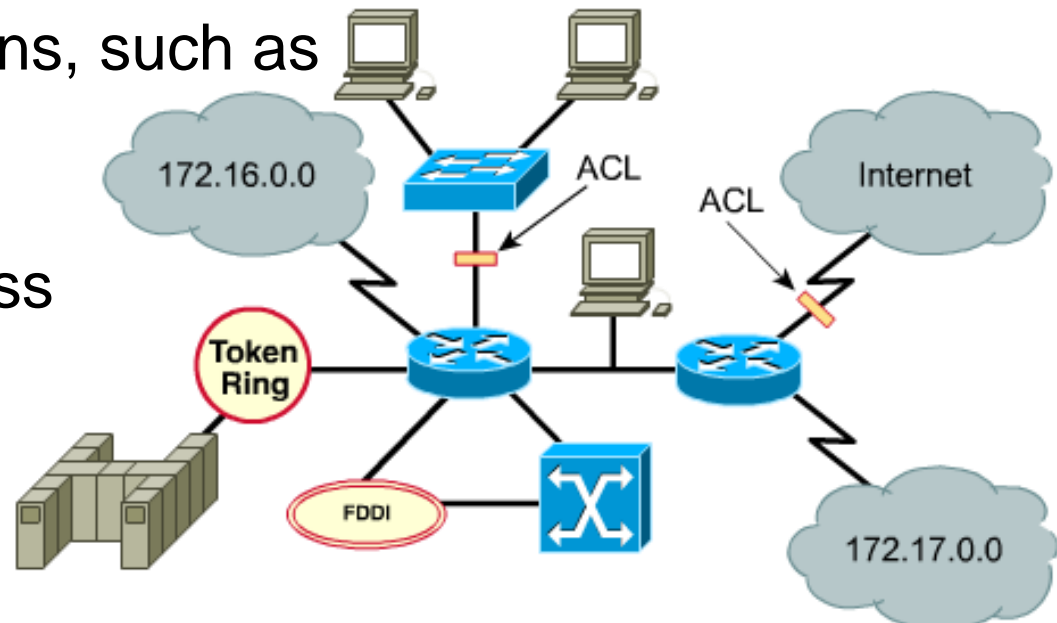 ns, such as
172.16.0.0
ACL
Internet
ACL
ss
Token
Ring
FDDI
172.17.0.0